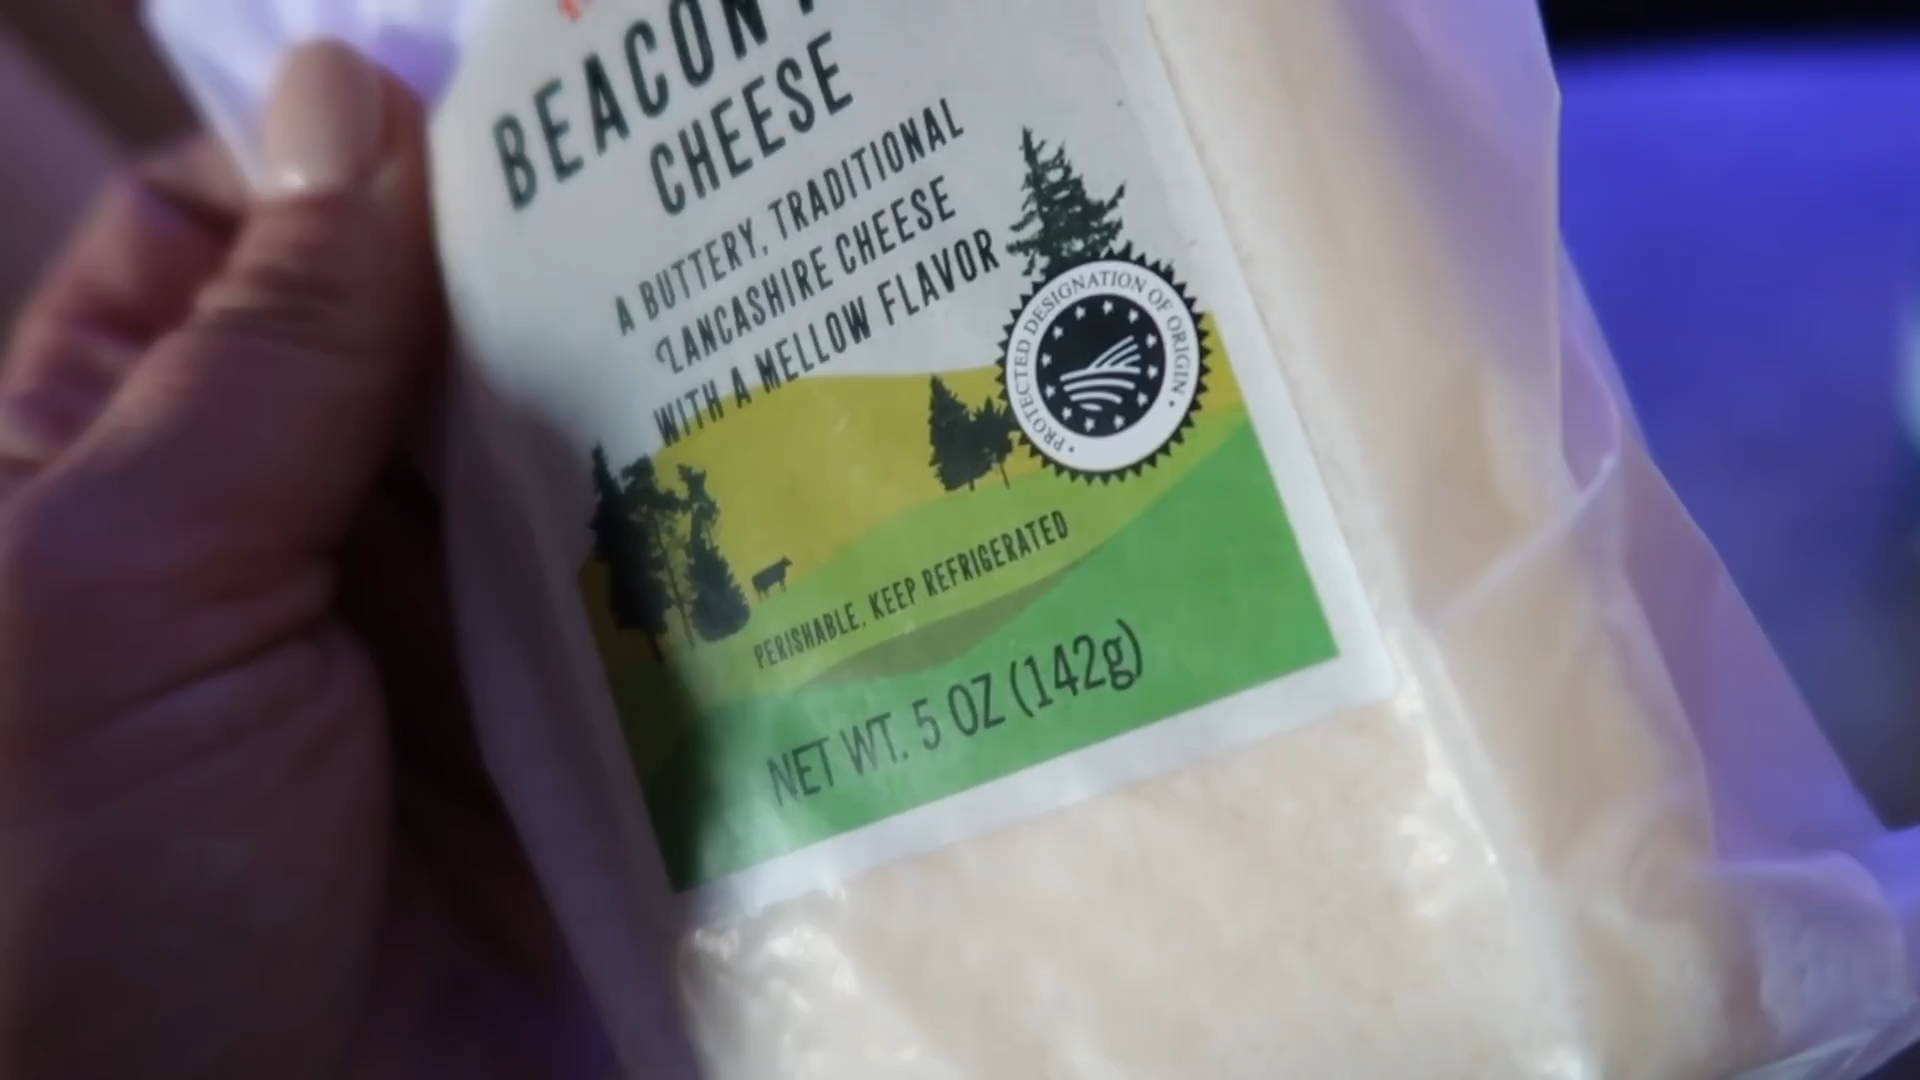 BEACON
CHEESE
A BUTTERY, TRADITIONAL
LANCASHIRE CHEESE
WITH A MELLOW FLAVOR
• PROTECTED DESIGNATION OF ORIGIN •
PERISHABLE, KEEP REFRIGERATED
NET WT. 5 OZ (142g)